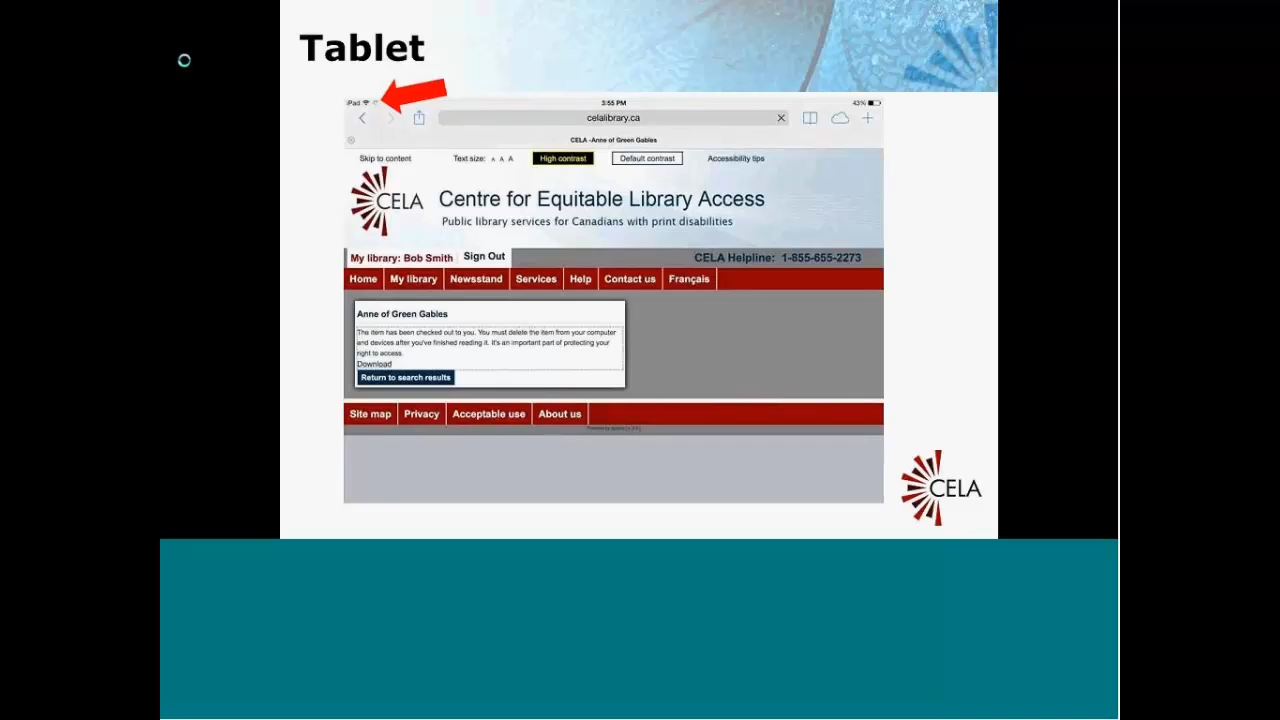 Tablet
iPad 3:55 PM 43%
celalibrary.ca
CELA -Anne of Green Gables
Skip to content Text size: A A A High contrast Default contrast Accessibility tips
CELA Centre for Equitable Library Access
Public library services for Canadians with print disabilities
My library: Bob Smith Sign Out CELA Helpline: 1-855-655-2273
Home My library Newsstand Services Help Contact us Français
Anne of Green Gables
The item has been checked out to you. You must delete the item from your computer
and devices after you've finished reading it. It's an important part of protecting your
right to access.
Download
Return to search results
Site map Privacy Acceptable use About us
CELA